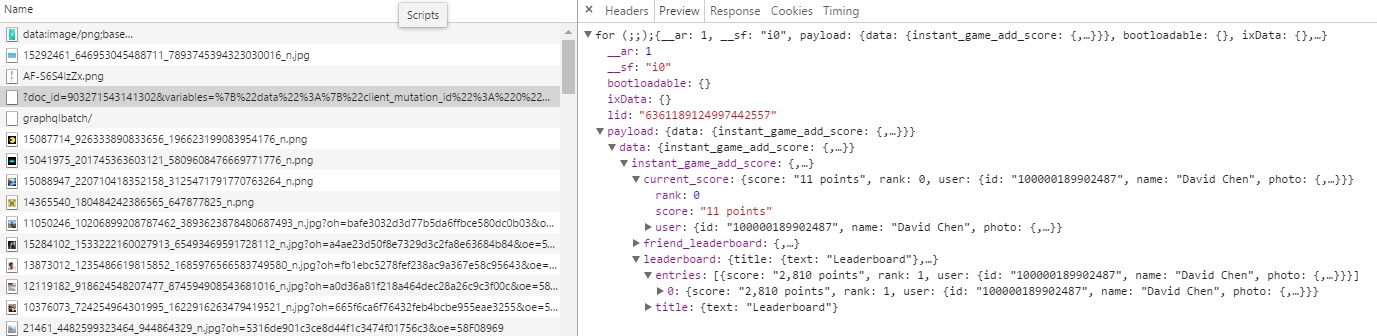 Name
Scripts
data:image/png;base...
15292461_646953045488711_7893745394323030016_n.jpg
AF-S6S4IzZx.png
?doc_id=903271543141302&variables=%7B%22data%22%3A%7B%22client_mutation_id%22%3A%220%22...
graphqlbatch/
15087714_926333890833656_196623199083954176_n.png
15041975_201745363603121_5809608476669771776_n.png
15088947_220710418352158_3125471791770763264_n.png
14365540_180484242386565_647877825_n.png
11050246_10206899208787462_3893623878480687493_n.jpg?oh=bafe3032d3d77b5da6ffbce580dc0b03&o...
15284102_1533222160027913_65493469591728112_n.jpg?oh=a4ae23d50f8e7329d3c2fa8e63684b84&oe=5...
13873012_1235486619815852_1685976566583749580_n.jpg?oh=fb1ebc5278fef238ac9a367e58c95643&oe=...
12119182_918624548207477_874594908543681016_n.jpg?oh=a0d36a81f218a464dec28a26c9c3f00c&oe=58...
10376073_724254964301995_1622916263479419521_n.jpg?oh=665f6ca6f76432feb4bcbe955eae3255&oe=5...
21461_4482599323464_944864329_n.jpg?oh=5316de901c3ce8d44f1c3474f01756c3&oe=58F08969
× Headers Preview Response Cookies Timing
for (;;);{__ar: 1, __sf: "i0", payload: {data: {instant_game_add_score: {,…}}}, bootloadable: {}, ixData: {},…}
__ar: 1
__sf: "i0"
bootloadable: {}
ixData: {}
lid: "6361189124997442557"
payload: {data: {instant_game_add_score: {,…}}}
data: {instant_game_add_score: {,…}}
instant_game_add_score: {,…}
current_score: {score: "11 points", rank: 0, user: {id: "100000189902487", name: "David Chen", photo: {,…}}}
rank: 0
score: "11 points"
user: {id: "100000189902487", name: "David Chen", photo: {,…}}
friend_leaderboard: {,…}
leaderboard: {title: {text: "Leaderboard"},…}
entries: [{score: "2,810 points", rank: 1, user: {id: "100000189902487", name: "David Chen", photo: {,…}}}]
0: {score: "2,810 points", rank: 1, user: {id: "100000189902487", name: "David Chen", photo: {,…}}}
title: {text: "Leaderboard"}